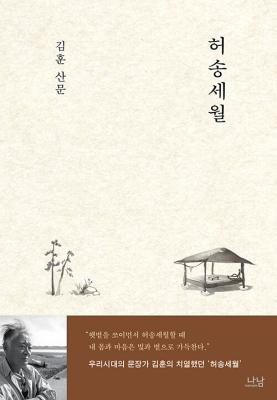 허송세월
김훈 산문
“햇볕을 쪼이면서 허송세월할 때
내 몸과 마음은 빛과 볕으로 가득찬다.”
우리시대의 문장가 김훈의 치열했던 ‘허송세월’
나남